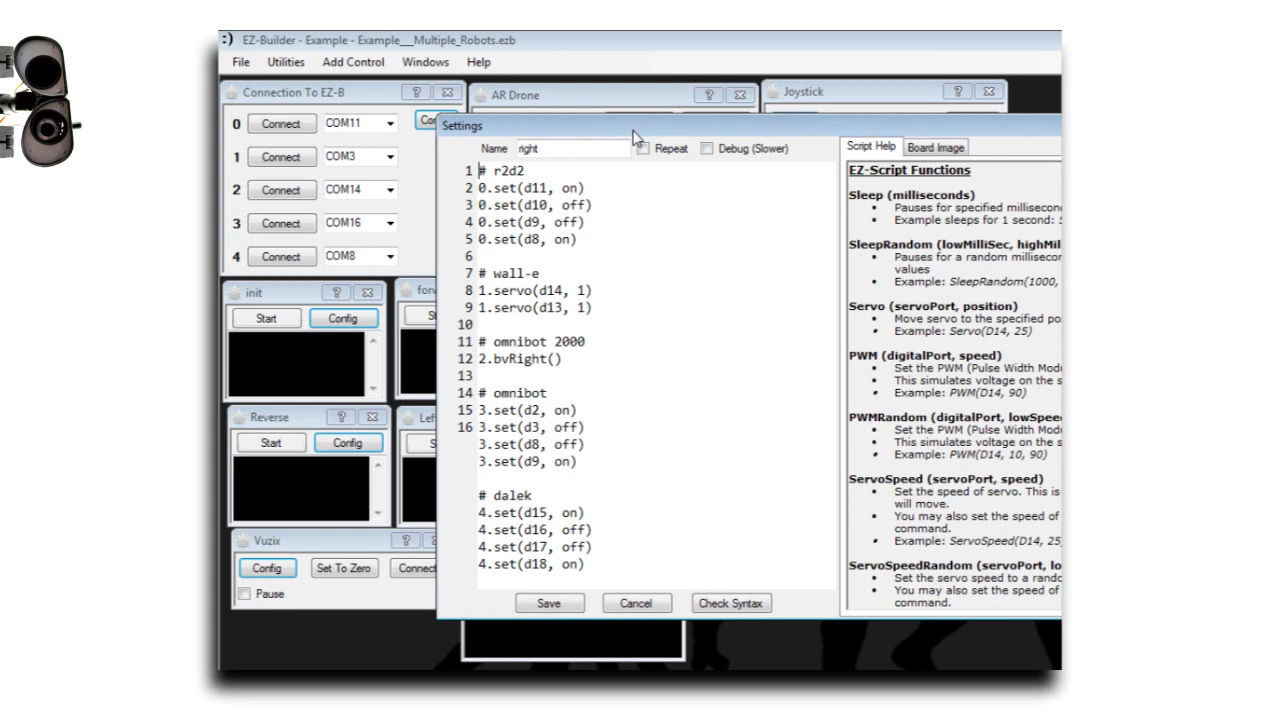 :) EZ-Builder - Example - Example__Multiple_Robots.ezb
File Utilities Add Control Windows Help
Connection To EZ-B ?
AR Drone ?
Joystick ?
0 Connect COM11
1 Connect COM3
2 Connect COM14
3 Connect COM16
4 Connect COM8
init ?
Start Config
Reverse ?
Start Config
Vuzix ?
Config Set To Zero Connect
Pause
Settings
Name right Repeat Debug (Slower)
1 # r2d2
2 0.set(d11, on)
3 0.set(d10, off)
4 0.set(d9, off)
5 0.set(d8, on)
6
7 # wall-e
8 1.servo(d14, 1)
9 1.servo(d13, 1)
10
11 # omnibot 2000
12 2.bvRight()
13
14 # omnibot
15 3.set(d2, on)
16 3.set(d3, off)
3.set(d8, off)
3.set(d9, on)
# dalek
4.set(d15, on)
4.set(d16, off)
4.set(d17, off)
4.set(d18, on)
Save Cancel Check Syntax
Script Help Board Image
EZ-Script Functions
Sleep (milliseconds)
Pauses for specified millisecon
Example sleeps for 1 second:
SleepRandom (lowMilliSec, highMil
Pauses for a random millisecor
values
Example: SleepRandom(1000,
Servo (servoPort, position)
Move servo to the specified po
Example: Servo(D14, 25)
PWM (digitalPort, speed)
Set the PWM (Pulse Width Mod
This simulates voltage on the s
Example: PWM(D14, 90)
PWMRandom (digitalPort, lowSpee
Set the PWM (Pulse Width Mod
This simulates voltage on the s
Example: PWM(D14, 10, 90)
ServoSpeed (servoPort, speed)
Set the speed of servo. This is
will move.
You may also set the speed of
command.
Example: ServoSpeed(D14, 25
ServoSpeedRandom (servoPort, lo
Set the servo speed to a rando
You may also set the speed of
command.